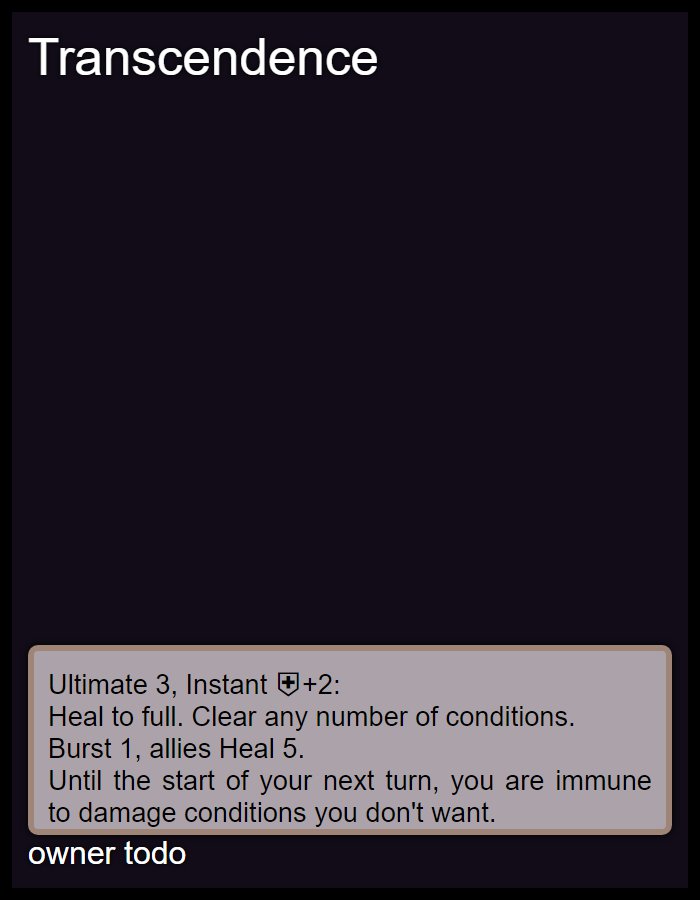 Transcendence
Ultimate 3, Instant ⛨+2:
Heal to full. Clear any number of conditions.
Burst 1, allies Heal 5.
Until the start of your next turn, you are immune
to damage conditions you don't want.
owner todo